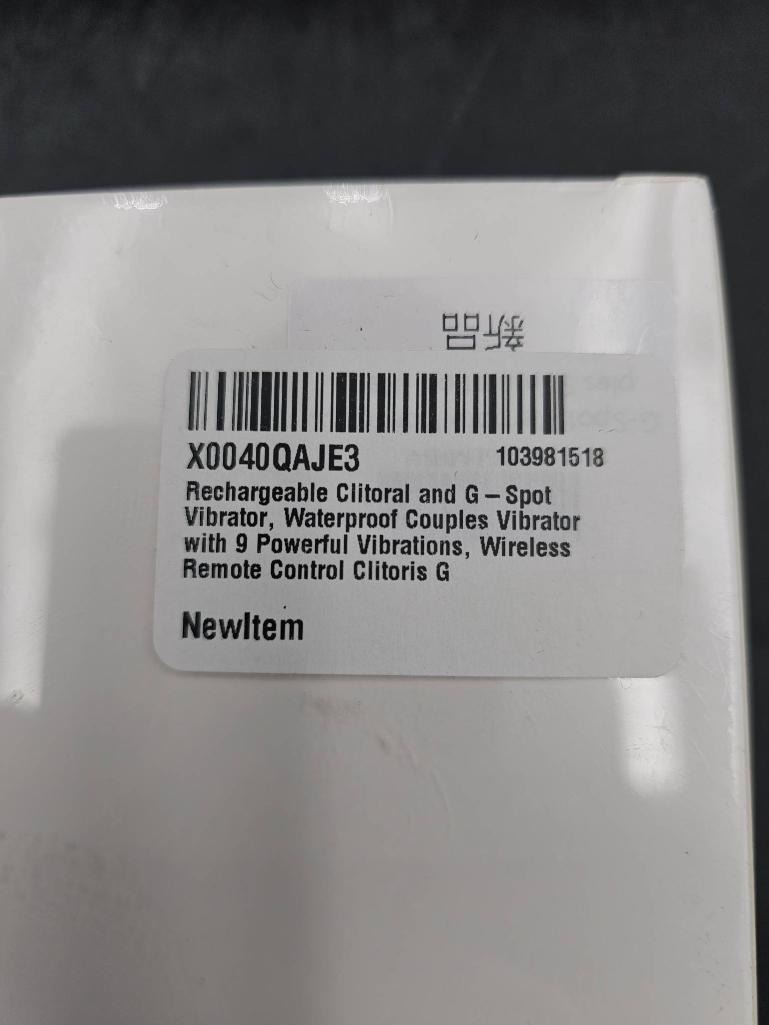 新品
X0040QAJE3 103981518
Rechargeable Clitoral and G – Spot
Vibrator, Waterproof Couples Vibrator
with 9 Powerful Vibrations, Wireless
Remote Control Clitoris G
NewItem